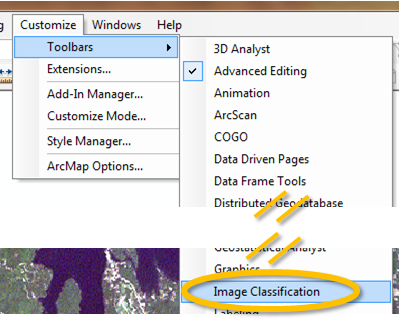 Customize Windows Help
Toolbars
Extensions...
Add-In Manager...
Customize Mode...
Style Manager...
ArcMap Options...
3D Analyst
Advanced Editing
Animation
ArcScan
COGO
Data Driven Pages
Data Frame Tools
Distributed Geodatabase
Geostatistical Analyst
Graphics
Image Classification
Labeling